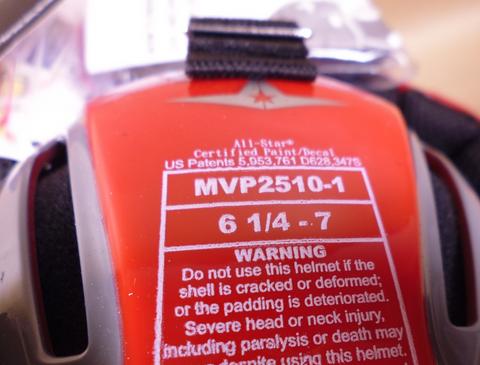 All-Star®
Certified Paint/Decal
US Patents 5,953,761 D628,347S
MVP2510-1
6 1/4 - 7
WARNING
Do not use this helmet if the
shell is cracked or deformed;
or the padding is deteriorated.
Severe head or neck injury,
including paralysis or death may
despite using this helmet.